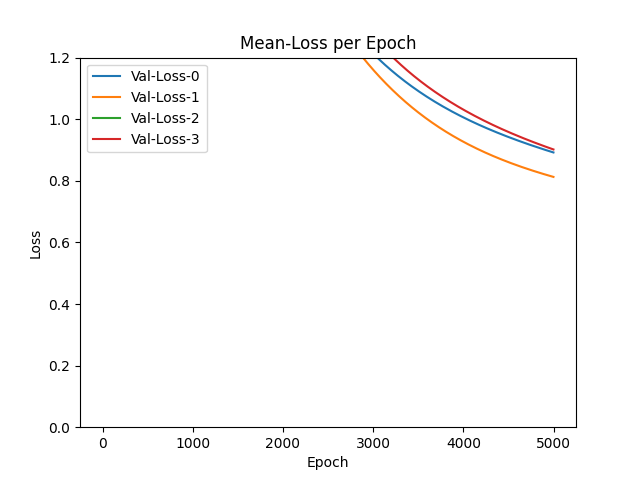 Mean-Loss per Epoch
1.2
1.0
0.8
0.6
0.4
0.2
0.0
Loss
Val-Loss-0
Val-Loss-1
Val-Loss-2
Val-Loss-3
0 1000 2000 3000 4000 5000
Epoch